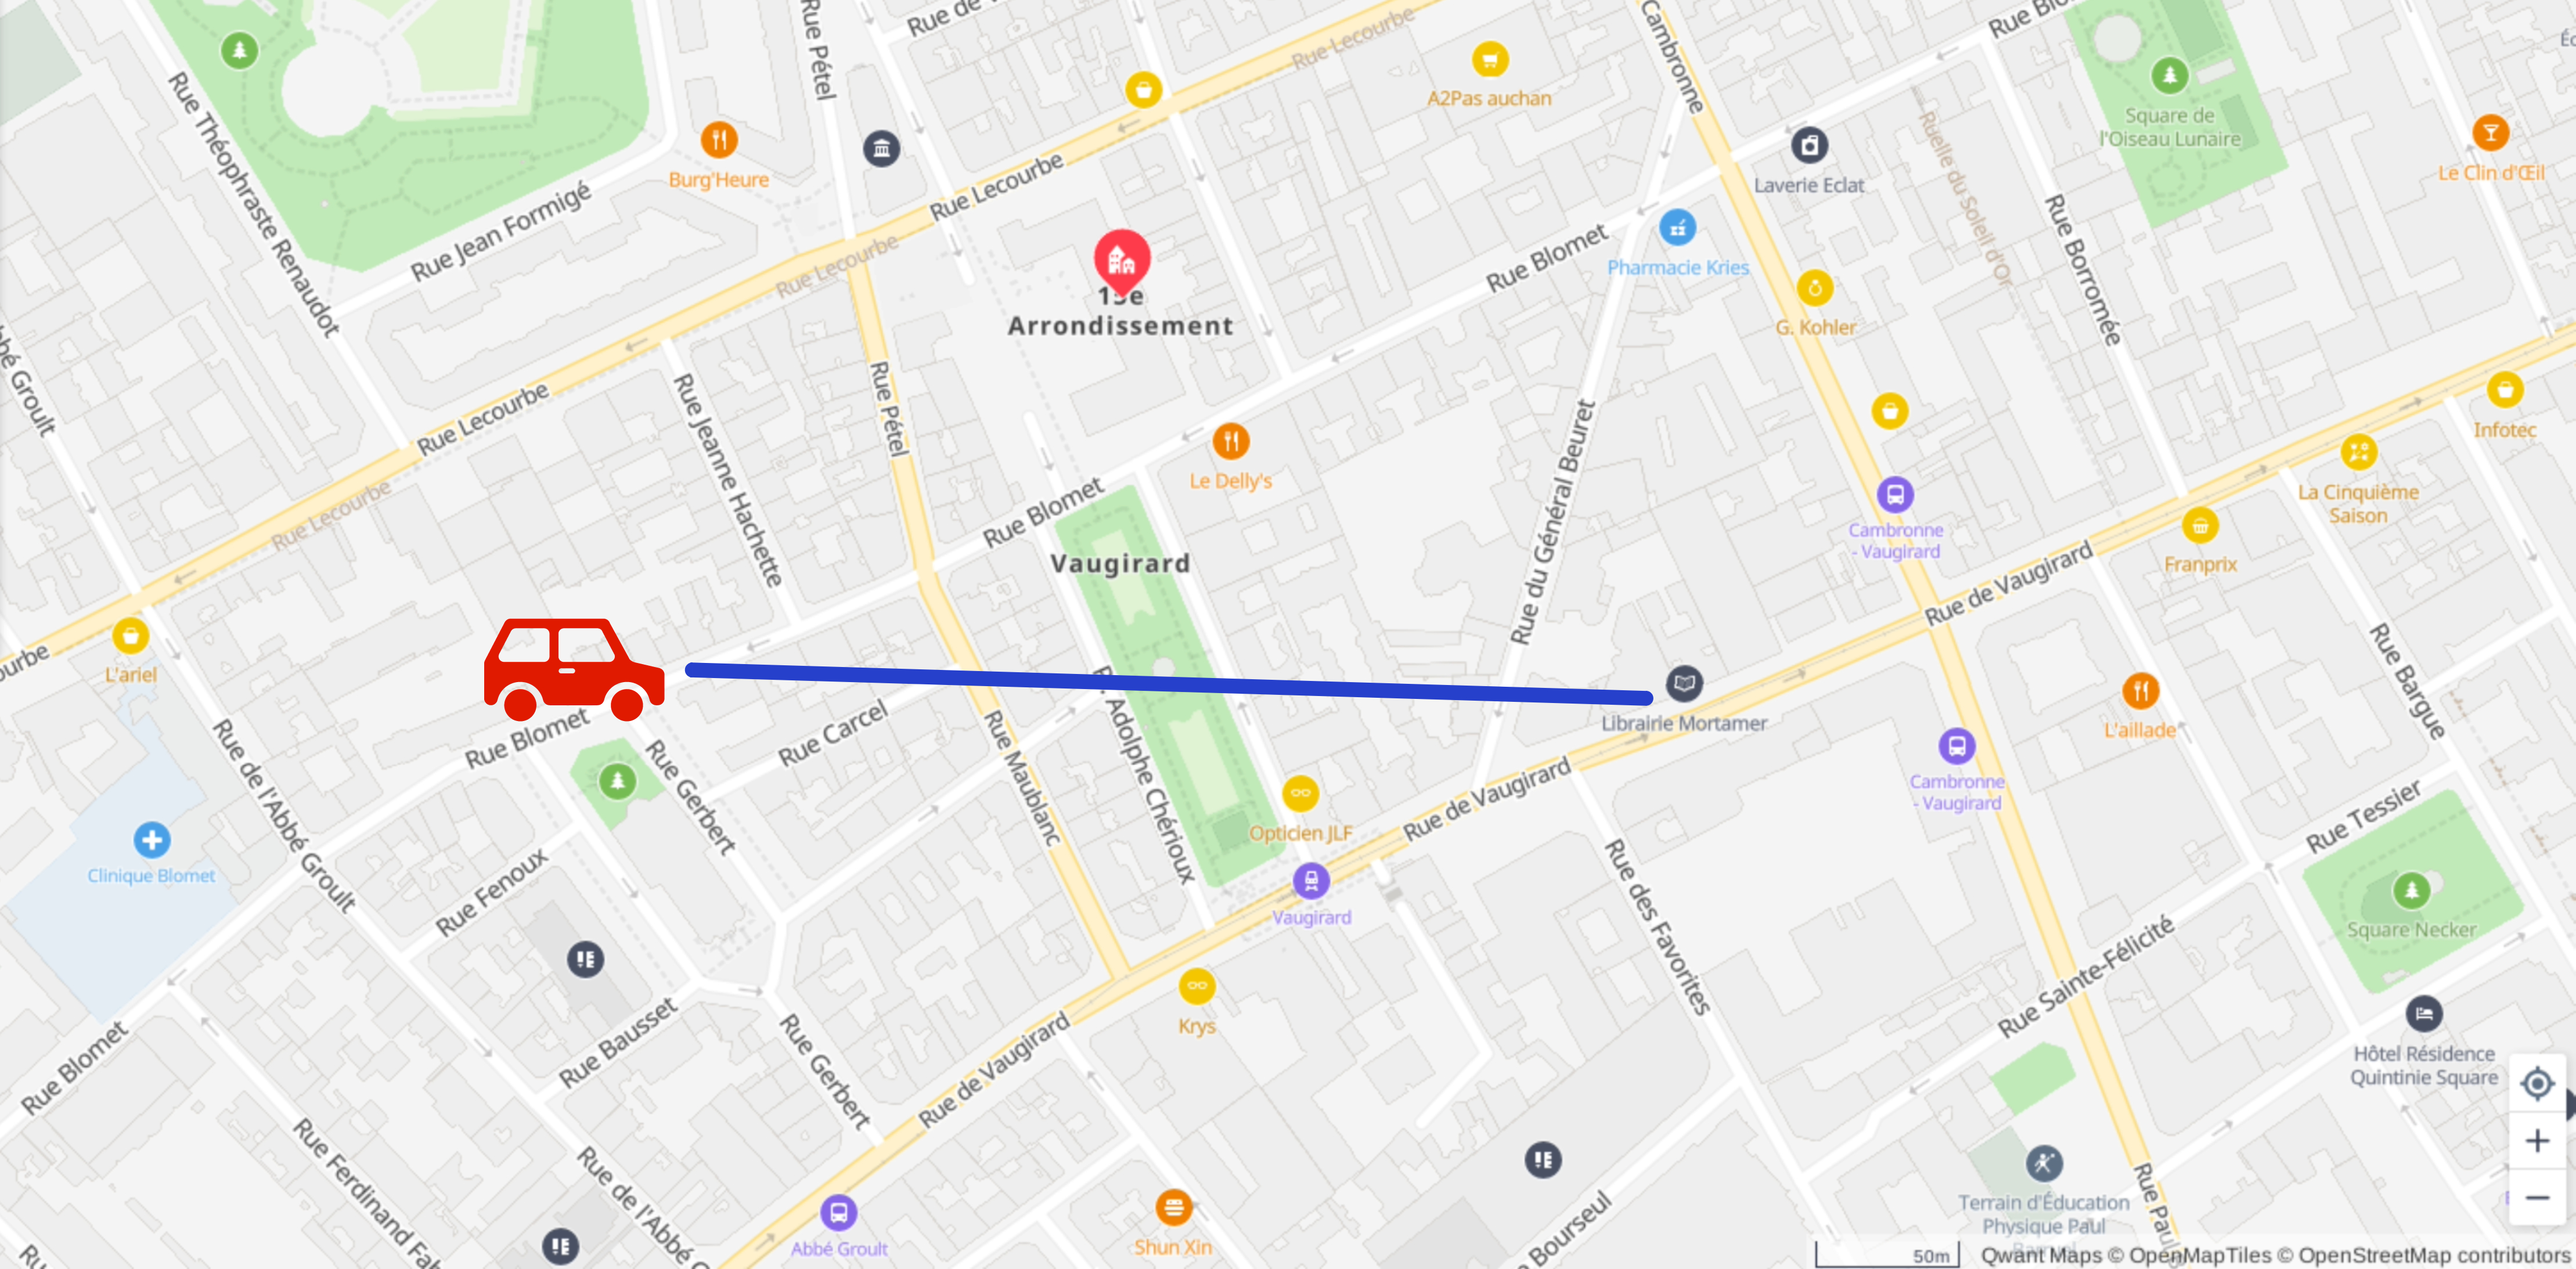 Rue de
Rue Pétel
Rue Lecourbe
Cambronne
Rue Blo
A2Pas auchan
Rue Théophraste Renaudot
Burg'Heure
Rue Jean Formigé
Rue Lecourbe
Rue Lecourbe
Laverie Eclat
Square de
l'Oiseau Lunaire
Le Clin d'Œil
Ruelle du Soleil d'Or
Rue Borromée
Rue Blomet
Pharmacie Kries
15e
Arrondissement
G. Kohler
bbé Groult
Rue Lecourbe
Rue Lecourbe
Rue Jeanne Hachette
Rue Pétel
Rue Blomet
Le Delly's
Rue du Général Beuret
Cambronne
- Vaugirard
Infotec
La Cinquième
Saison
Franprix
Vaugirard
Rue de Vaugirard
ourbe
L'ariel
Rue Blomet
Rue Carcel
Rue Maublanc
Adolphe Chérioux
Librairie Mortamer
L'aillade
Rue Bargue
Rue de l'Abbé Groult
Rue Gerbert
Opticien JLF
Rue de Vaugirard
Cambronne
- Vaugirard
Rue Tessier
Clinique Blomet
Rue Fenoux
Vaugirard
Rue des Favorites
Square Necker
Rue Sainte-Félicité
Krys
Rue Bausset
Rue Gerbert
Rue de Vaugirard
Rue Blomet
Hôtel Résidence
Quintinie Square
Rue Ferdinand Fab
Rue de l'Abbé G
Abbé Groult
Shun Xin
Bourseul
Terrain d'Éducation
Physique Paul
Rue Paul
50m
Qwant Maps © OpenMapTiles © OpenStreetMap contributors